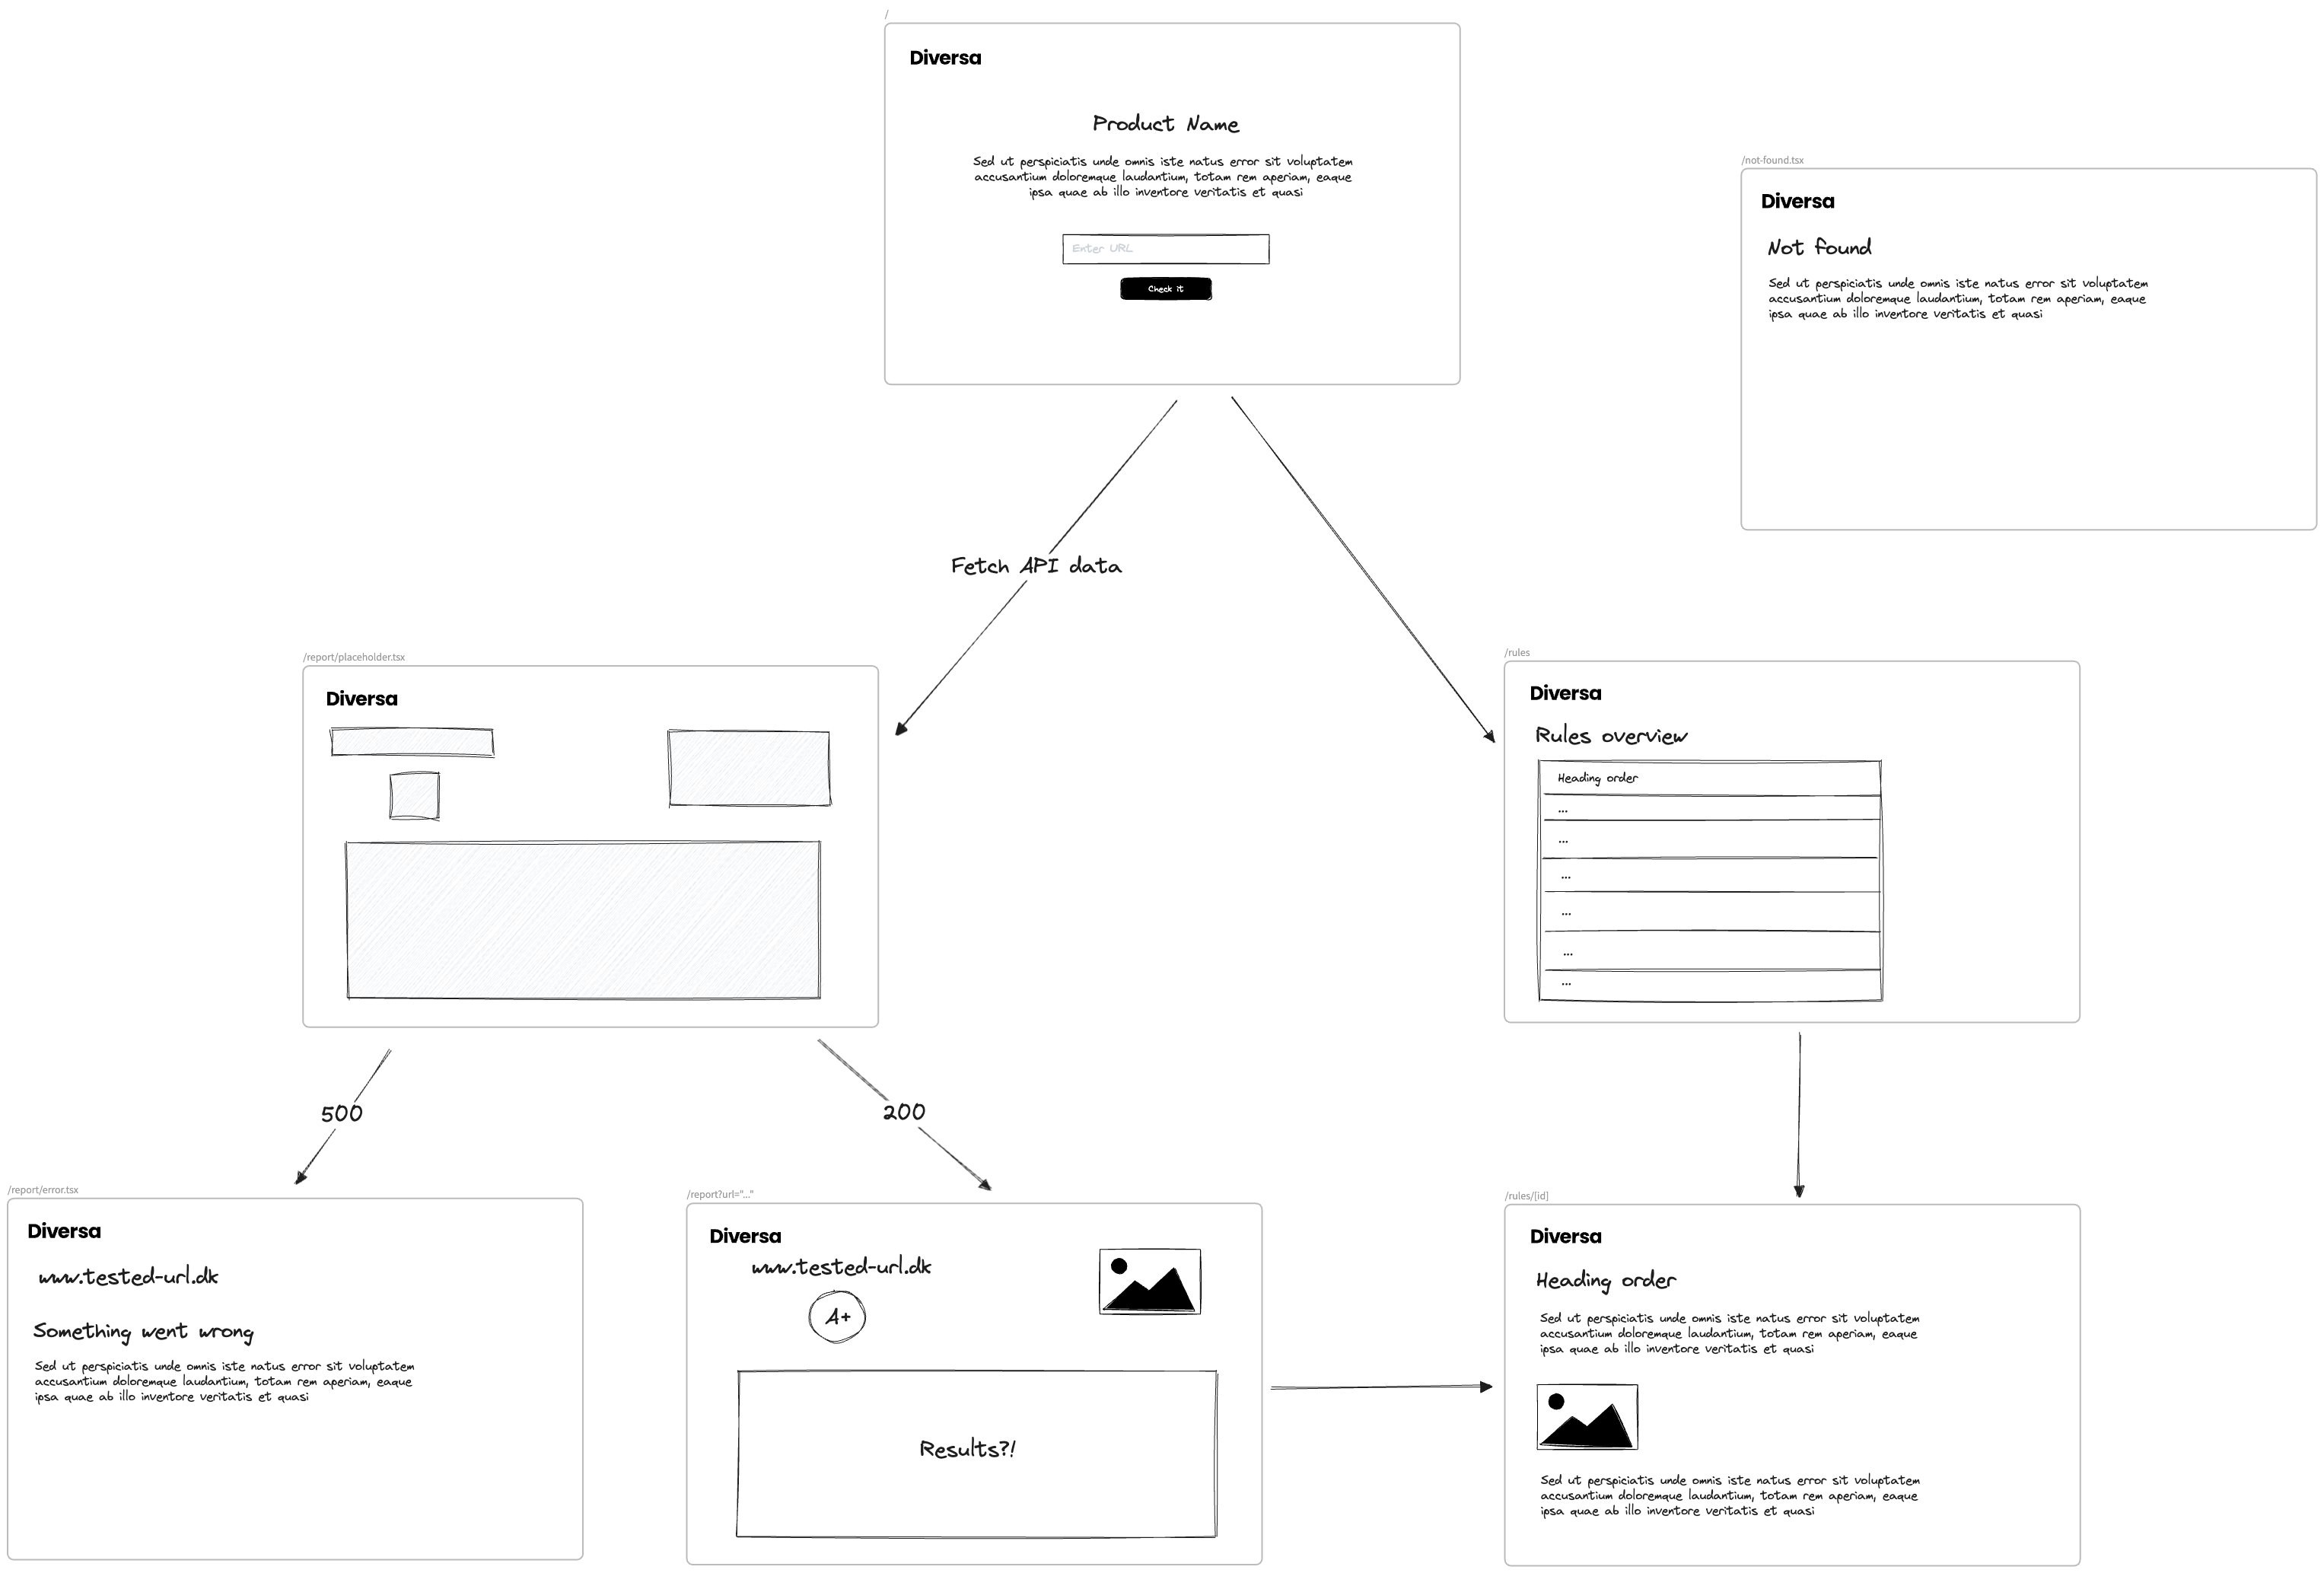 /
Diversa
Product Name
Sed ut perspiciatis unde omnis iste natus error sit voluptatem
accusantium doloremque laudantium, totam rem aperiam, eaque
ipsa quae ab illo inventore veritatis et quasi
Enter URL
Check it
/not-found.tsx
Diversa
Not found
Sed ut perspiciatis unde omnis iste natus error sit voluptatem
accusantium doloremque laudantium, totam rem aperiam, eaque
ipsa quae ab illo inventore veritatis et quasi
Fetch API data
/report/placeholder.tsx
Diversa
/rules
Diversa
Rules overview
Heading order
...
...
...
...
...
...
500
200
/report/error.tsx
Diversa
www.tested-url.dk
Something went wrong
Sed ut perspiciatis unde omnis iste natus error sit voluptatem
accusantium doloremque laudantium, totam rem aperiam, eaque
ipsa quae ab illo inventore veritatis et quasi
/report?url="..."
Diversa
www.tested-url.dk
A+
Results?!
/rules/[id]
Diversa
Heading order
Sed ut perspiciatis unde omnis iste natus error sit voluptatem
accusantium doloremque laudantium, totam rem aperiam, eaque
ipsa quae ab illo inventore veritatis et quasi
Sed ut perspiciatis unde omnis iste natus error sit voluptatem
accusantium doloremque laudantium, totam rem aperiam, eaque
ipsa quae ab illo inventore veritatis et quasi